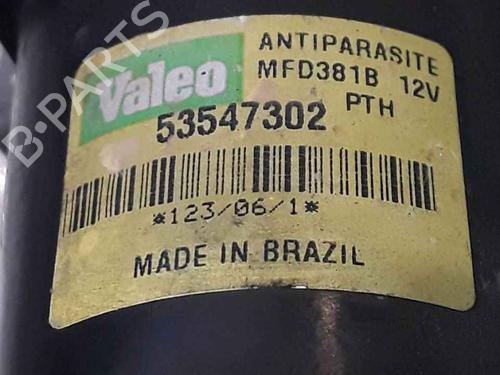 Valeo
ANTIPARASITE
MFD381B 12V
PTH
53547302
*123/06/1*
MADE IN BRAZIL
B-PARTS